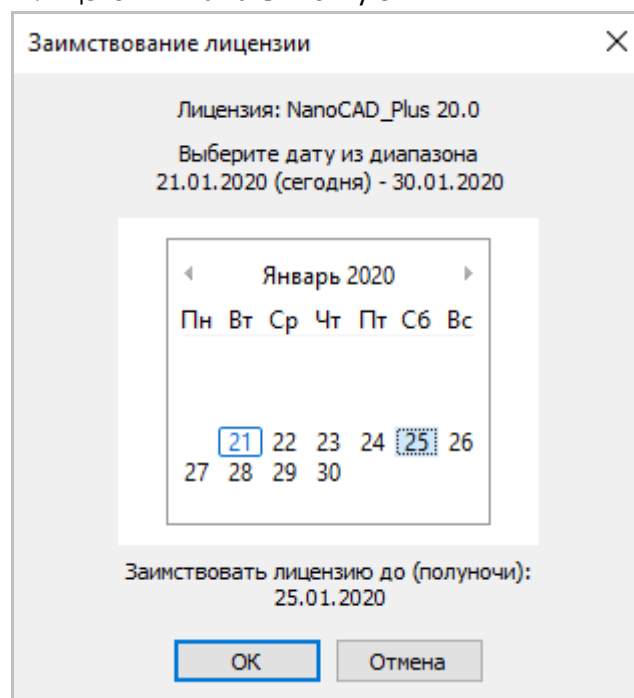 Заимствование лицензии
Лицензия: NanoCAD_Plus 20.0
Выберите дату из диапазона
21.01.2020 (сегодня) - 30.01.2020
Январь 2020
Пн Вт Ср Чт Пт Сб Вс
21 22 23 24 25 26
27 28 29 30
Заимствовать лицензию до (полуночи):
25.01.2020
ОК Отмена